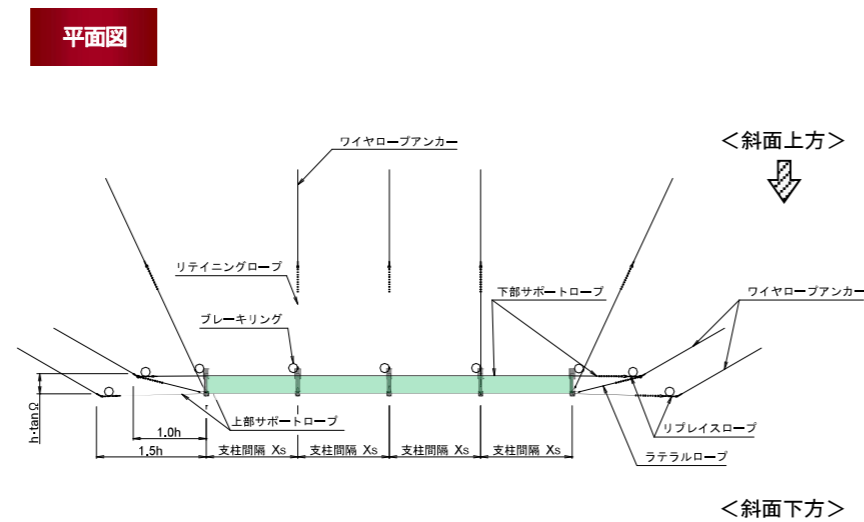 平面図
ワイヤロープアンカー
＜斜面上方＞
リテイニングロープ
下部サポートロープ
ワイヤロープアンカー
ブレーキリング
h·tanΩ
上部サポートロープ
リプレイスロープ
1.0h
ラテラルロープ
1.5h
支柱間隔 Xs
支柱間隔 Xs
支柱間隔 Xs
支柱間隔 Xs
＜斜面下方＞